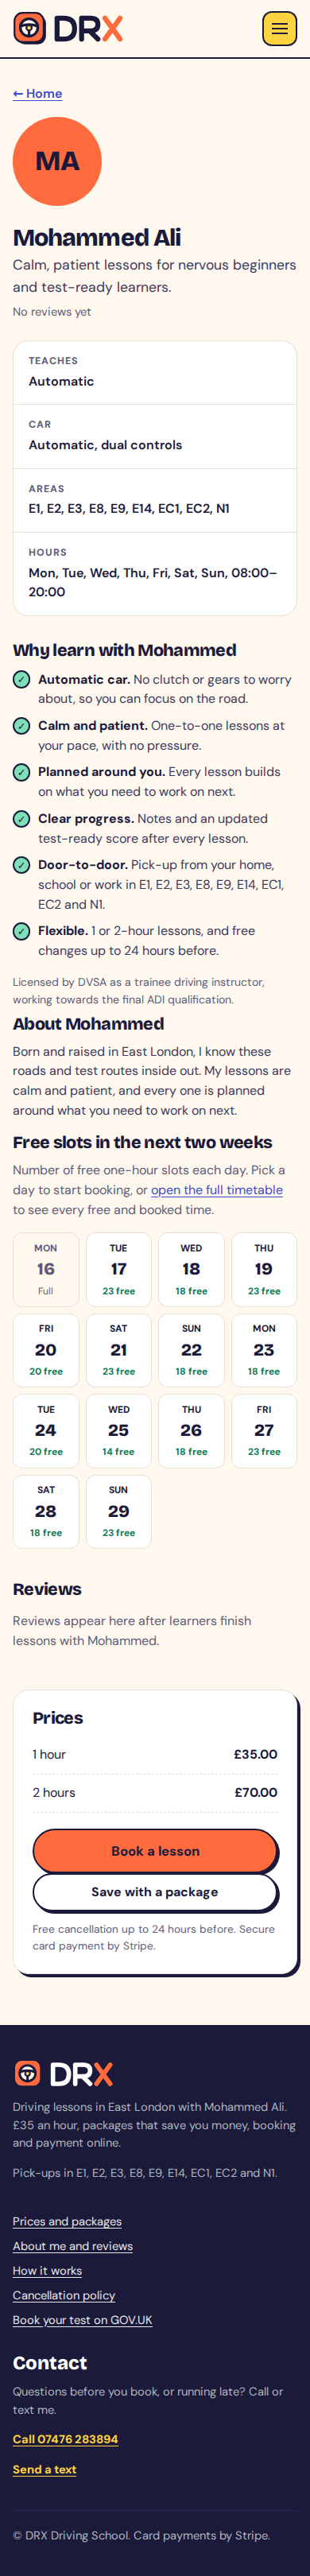 DRX
← Home
MA
Mohammed Ali
Calm, patient lessons for nervous beginners
and test-ready learners.
No reviews yet
TEACHES
Automatic
CAR
Automatic, dual controls
AREAS
E1, E2, E3, E8, E9, E14, EC1, EC2, N1
HOURS
Mon, Tue, Wed, Thu, Fri, Sat, Sun, 08:00–
20:00
Why learn with Mohammed
✓ Automatic car. No clutch or gears to worry
about, so you can focus on the road.
✓ Calm and patient. One-to-one lessons at
your pace, with no pressure.
✓ Planned around you. Every lesson builds
on what you need to work on next.
✓ Clear progress. Notes and an updated
test-ready score after every lesson.
✓ Door-to-door. Pick-up from your home,
school or work in E1, E2, E3, E8, E9, E14, EC1,
EC2 and N1.
✓ Flexible. 1 or 2-hour lessons, and free
changes up to 24 hours before.
Licensed by DVSA as a trainee driving instructor,
working towards the final ADI qualification.
About Mohammed
Born and raised in East London, I know these
roads and test routes inside out. My lessons are
calm and patient, and every one is planned
around what you need to work on next.
Free slots in the next two weeks
Number of free one-hour slots each day. Pick a
day to start booking, or open the full timetable
to see every free and booked time.
MON TUE WED THU
16 17 18 19
Full 23 free 18 free 23 free
FRI SAT SUN MON
20 21 22 23
20 free 23 free 18 free 18 free
TUE WED THU FRI
24 25 26 27
20 free 14 free 18 free 23 free
SAT SUN
28 29
18 free 23 free
Reviews
Reviews appear here after learners finish
lessons with Mohammed.
Prices
1 hour £35.00
2 hours £70.00
Book a lesson
Save with a package
Free cancellation up to 24 hours before. Secure
card payment by Stripe.
DRX
Driving lessons in East London with Mohammed Ali.
£35 an hour, packages that save you money, booking
and payment online.
Pick-ups in E1, E2, E3, E8, E9, E14, EC1, EC2 and N1.
Prices and packages
About me and reviews
How it works
Cancellation policy
Book your test on GOV.UK
Contact
Questions before you book, or running late? Call or
text me.
Call 07476 283894
Send a text
© DRX Driving School. Card payments by Stripe.